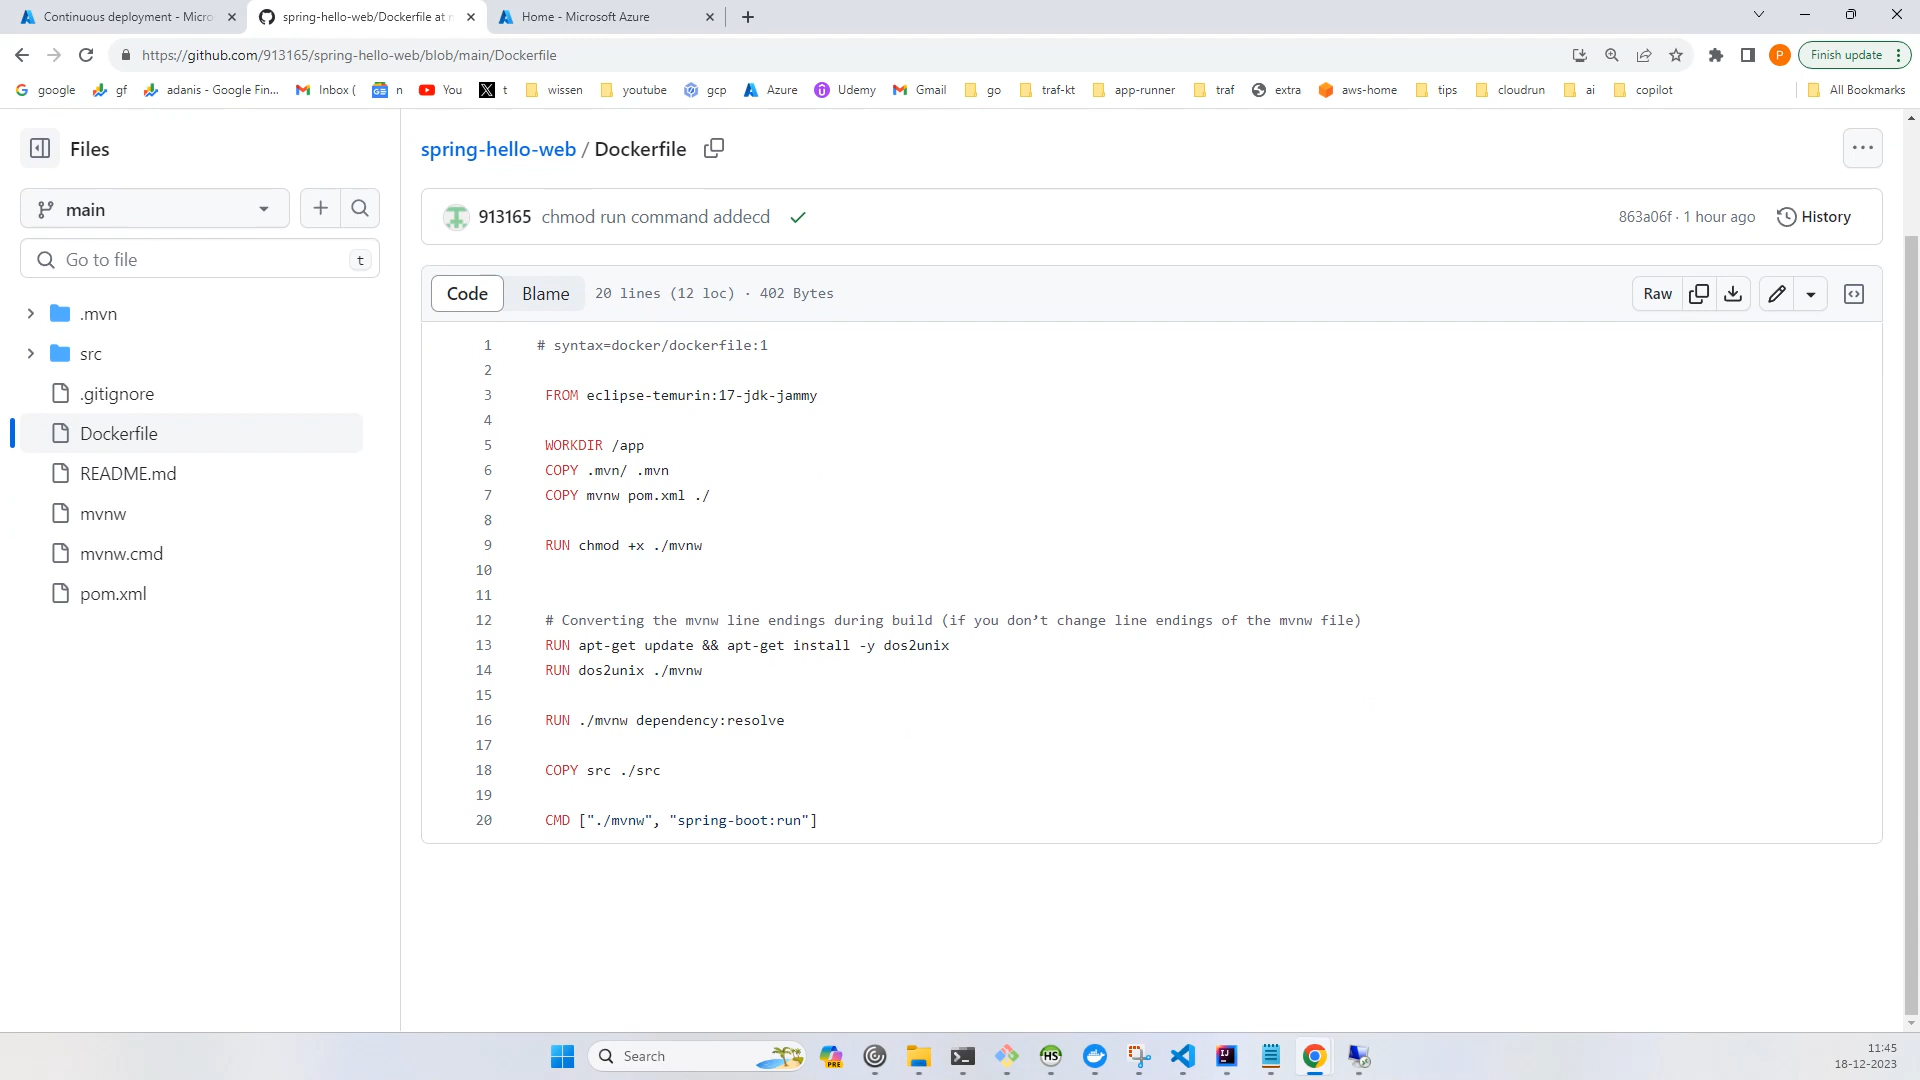 Continuous deployment - Micro
spring-hello-web/Dockerfile at m
Home - Microsoft Azure
https://github.com/913165/spring-hello-web/blob/main/Dockerfile
P
Finish update
google
gf
adanis - Google Fin...
Inbox (
n
You
t
wissen
youtube
gcp
Azure
Udemy
Gmail
go
traf-kt
app-runner
traf
extra
aws-home
tips
cloudrun
ai
copilot
All Bookmarks
Files
spring-hello-web / Dockerfile
main
913165 chmod run command addecd
863a06f · 1 hour ago
History
Go to file
t
Code
Blame
20 lines (12 loc) · 402 Bytes
Raw
.mvn
src
.gitignore
Dockerfile
README.md
mvnw
mvnw.cmd
pom.xml
1 # syntax=docker/dockerfile:1
2
3 FROM eclipse-temurin:17-jdk-jammy
4
5 WORKDIR /app
6 COPY .mvn/ .mvn
7 COPY mvnw pom.xml ./
8
9 RUN chmod +x ./mvnw
10
11
12 # Converting the mvnw line endings during build (if you don’t change line endings of the mvnw file)
13 RUN apt-get update && apt-get install -y dos2unix
14 RUN dos2unix ./mvnw
15
16 RUN ./mvnw dependency:resolve
17
18 COPY src ./src
19
20 CMD ["./mvnw", "spring-boot:run"]
Search
PRE
HS
IJ
11:45
18-12-2023